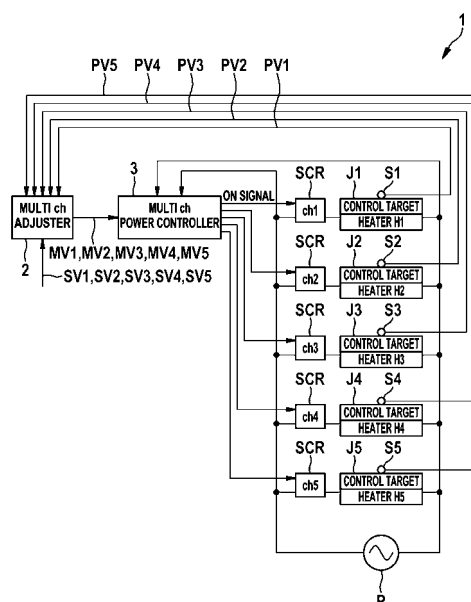 1
PV5 PV4 PV3 PV2 PV1
3
SCR J1 S1
ON SIGNAL
MULTI ch
ADJUSTER
MULTI ch
POWER CONTROLLER
ch1
CONTROL TARGET
HEATER H1
2
MV1,MV2,MV3,MV4,MV5
SV1,SV2,SV3,SV4,SV5
SCR J2 S2
ch2
CONTROL TARGET
HEATER H2
SCR J3 S3
ch3
CONTROL TARGET
HEATER H3
SCR J4 S4
ch4
CONTROL TARGET
HEATER H4
SCR J5 S5
ch5
CONTROL TARGET
HEATER H5